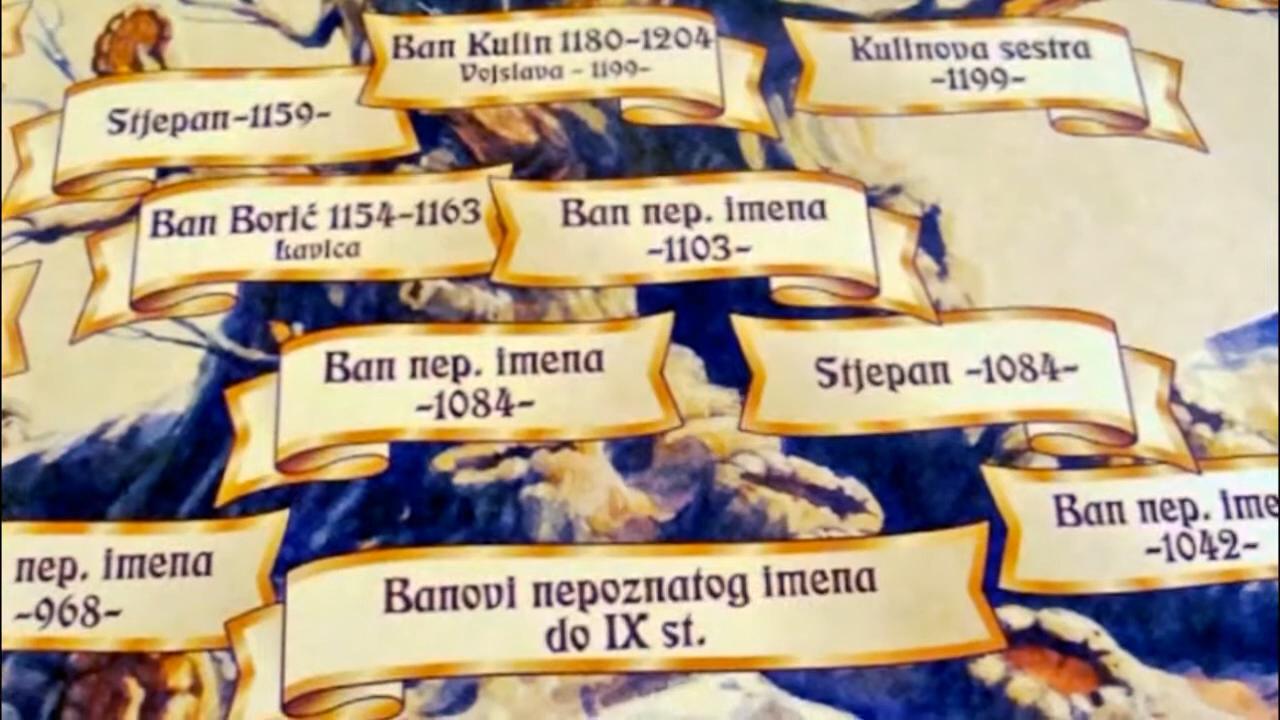 Ban Kulin 1180-1204
Vojslava - 1199-
Kulinova sestra
-1199-
Stjepan-1159-
Ban Borić 1154-1163
Ban nep. imena
-1103-
Ban nep. imena
-1084-
Stjepan -1084-
Ban nep. ime
-1042-
nep. imena
-968-
Banovi nepoznatog imena
do IX st.